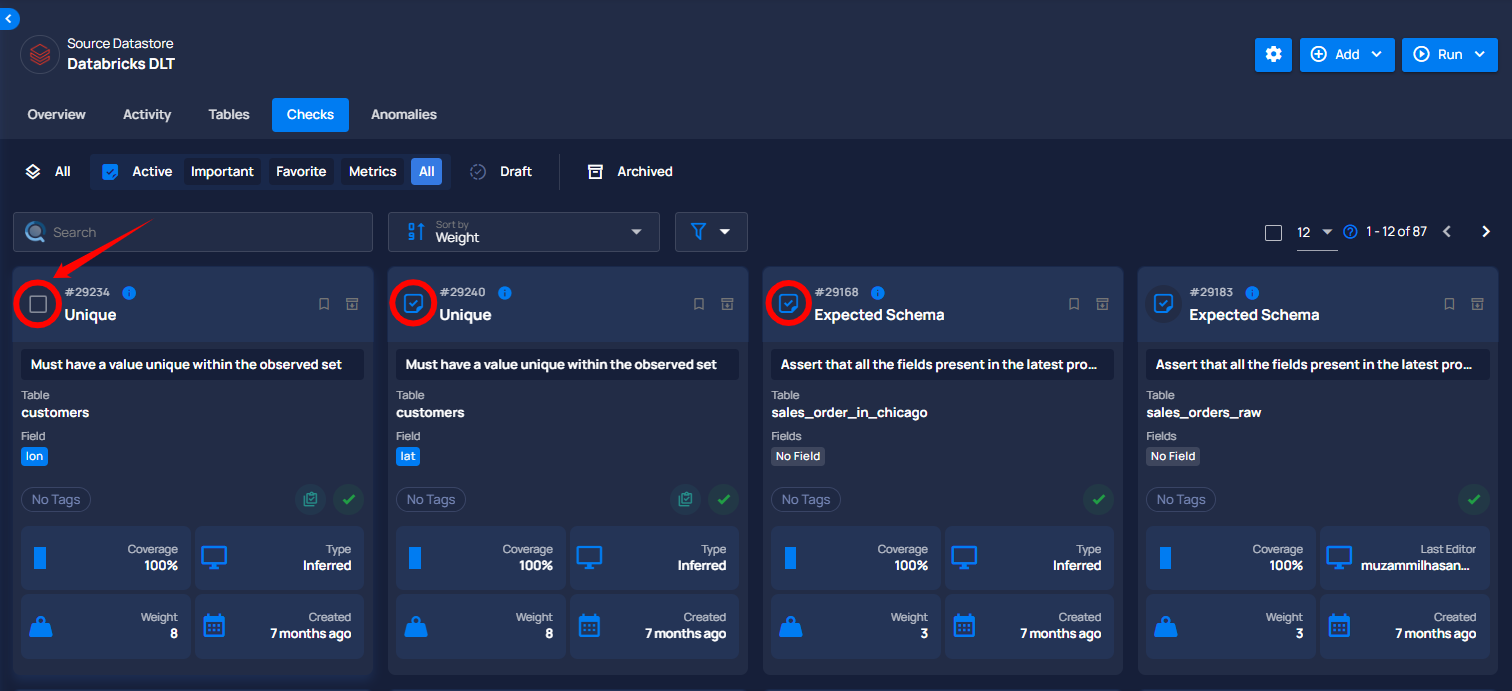 Source Datastore
Databricks DLT
Add
Run
Overview
Activity
Tables
Checks
Anomalies
All
Active
Important
Favorite
Metrics
All
Draft
Archived
Search
Sort by
Weight
12
1 - 12 of 87
#29234
Unique
Must have a value unique within the observed set
Table
customers
Field
lon
No Tags
Coverage
100%
Type
Inferred
Weight
8
Created
7 months ago
#29240
Unique
Must have a value unique within the observed set
Table
customers
Field
lat
No Tags
Coverage
100%
Type
Inferred
Weight
8
Created
7 months ago
#29168
Expected Schema
Assert that all the fields present in the latest pro...
Table
sales_order_in_chicago
Fields
No Field
No Tags
Coverage
100%
Type
Inferred
Weight
3
Created
7 months ago
#29183
Expected Schema
Assert that all the fields present in the latest pro...
Table
sales_orders_raw
Fields
No Field
No Tags
Coverage
100%
Last Editor
muzammilhasan...
Weight
3
Created
7 months ago